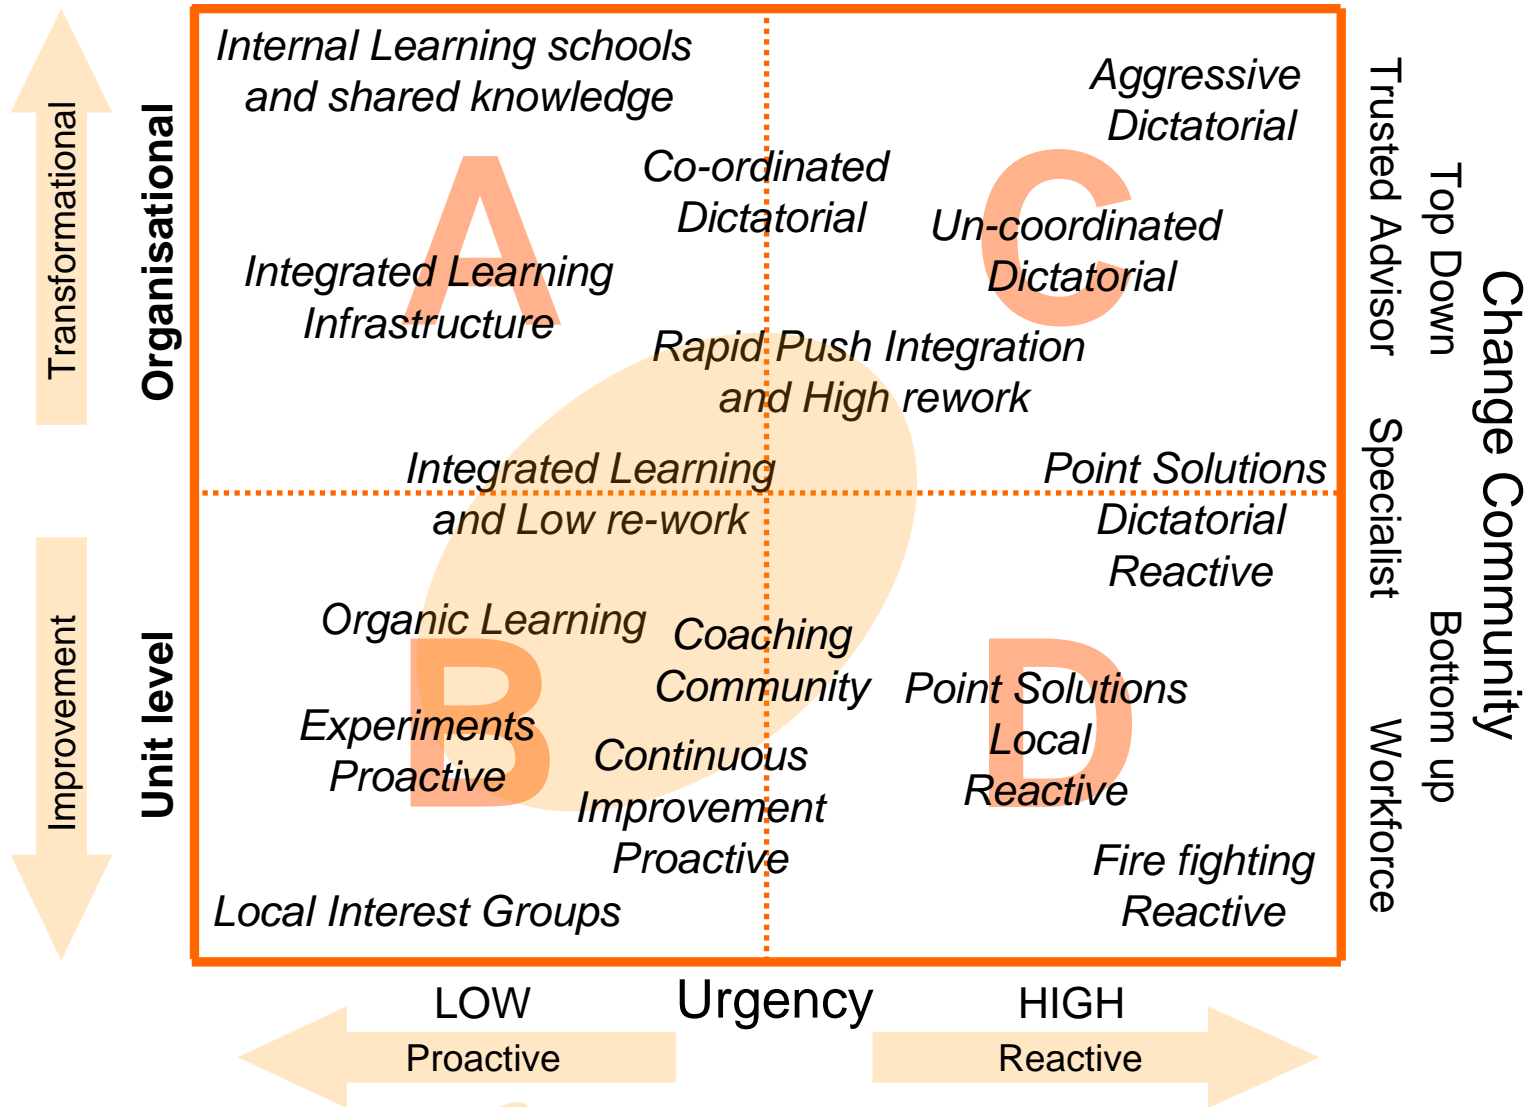 Internal Learning schools
and shared knowledge
Aggressive
Dictatorial
Co-ordinated
Dictatorial
A
C
Un-coordinated
Dictatorial
Integrated Learning
Infrastructure
Rapid Push Integration
and High rework
Integrated Learning
and Low re-work
Point Solutions
Dictatorial
Reactive
Organic Learning
Coaching
Community
B
D
Experiments
Proactive
Point Solutions
Local
Reactive
Continuous
Improvement
Proactive
Fire fighting
Reactive
Local Interest Groups
Transformational
Improvement
Organisational
Unit level
Trusted Advisor
Specialist
Workforce
Top Down
Bottom up
Change Community
LOW
Urgency
HIGH
Proactive
Reactive